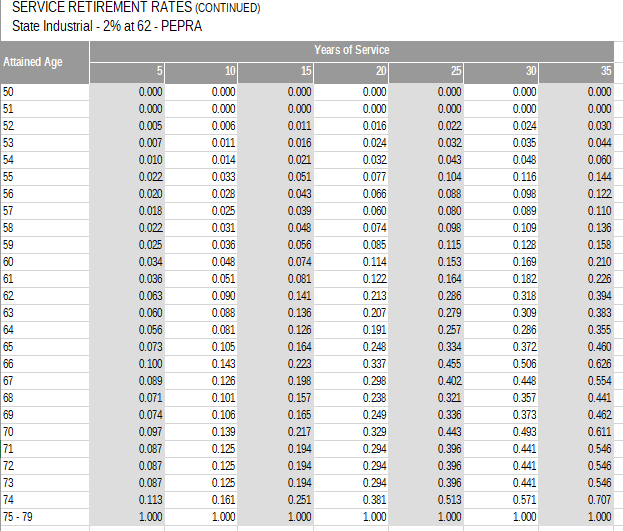 SERVICE RETIREMENT RATES (CONTINUED)
State Industrial - 2% at 62 - PEPRA
Attained Age Years of Service
5 10 15 20 25 30 35
50 0.000 0.000 0.000 0.000 0.000 0.000 0.000
51 0.000 0.000 0.000 0.000 0.000 0.000 0.000
52 0.005 0.006 0.011 0.016 0.022 0.024 0.030
53 0.007 0.011 0.016 0.024 0.032 0.035 0.044
54 0.010 0.014 0.021 0.032 0.043 0.048 0.060
55 0.022 0.033 0.051 0.077 0.104 0.116 0.144
56 0.020 0.028 0.043 0.066 0.088 0.098 0.122
57 0.018 0.025 0.039 0.060 0.080 0.089 0.110
58 0.022 0.031 0.048 0.074 0.098 0.109 0.136
59 0.025 0.036 0.056 0.085 0.115 0.128 0.158
60 0.034 0.048 0.074 0.114 0.153 0.169 0.210
61 0.036 0.051 0.081 0.122 0.164 0.182 0.226
62 0.063 0.090 0.141 0.213 0.286 0.318 0.394
63 0.060 0.088 0.136 0.207 0.279 0.309 0.383
64 0.056 0.081 0.126 0.191 0.257 0.286 0.355
65 0.073 0.105 0.164 0.248 0.334 0.372 0.460
66 0.100 0.143 0.223 0.337 0.455 0.506 0.626
67 0.089 0.126 0.198 0.298 0.402 0.448 0.554
68 0.071 0.101 0.157 0.238 0.321 0.357 0.441
69 0.074 0.106 0.165 0.249 0.336 0.373 0.462
70 0.097 0.139 0.217 0.329 0.443 0.493 0.611
71 0.087 0.125 0.194 0.294 0.396 0.441 0.546
72 0.087 0.125 0.194 0.294 0.396 0.441 0.546
73 0.087 0.125 0.194 0.294 0.396 0.441 0.546
74 0.113 0.161 0.251 0.381 0.513 0.571 0.707
75 - 79 1.000 1.000 1.000 1.000 1.000 1.000 1.000